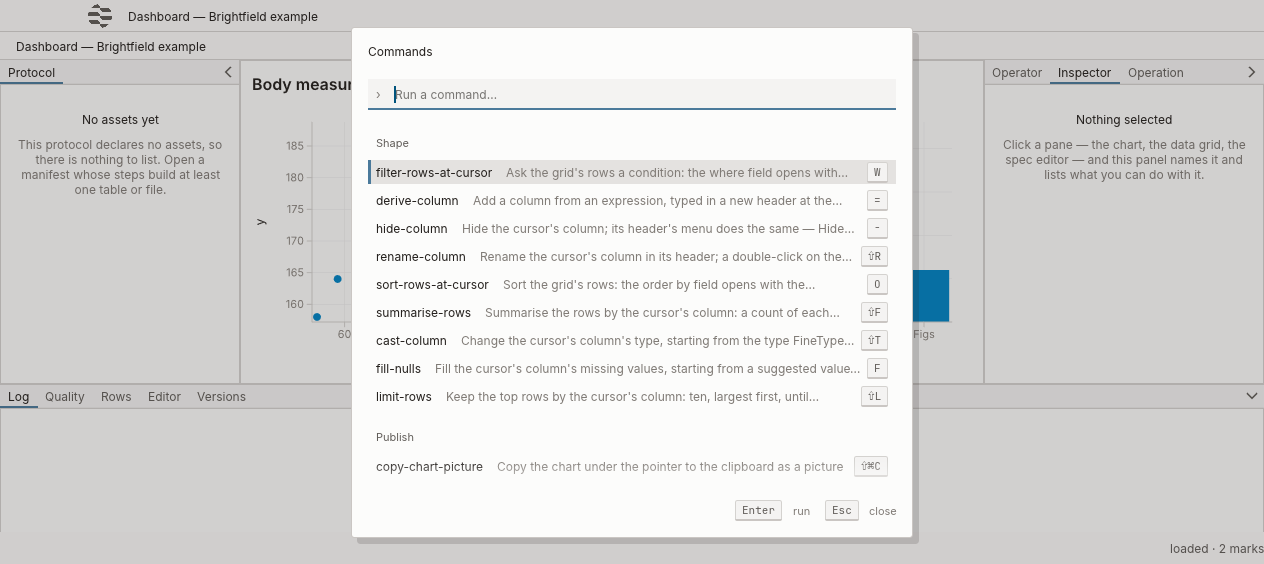 Dashboard — Brightfield example
Dashboard — Brightfield example
Protocol
No assets yet
This protocol declares no assets, so
there is nothing to list. Open a
manifest whose steps build at least
one table or file.
Body measur
y
185
180
175
170
165
160
60
Figs
Commands
› Run a command...
Shape
filter-rows-at-cursor Ask the grid's rows a condition: the where field opens with... W
derive-column Add a column from an expression, typed in a new header at the... =
hide-column Hide the cursor's column; its header's menu does the same — Hide... -
rename-column Rename the cursor's column in its header; a double-click on the... ⇧R
sort-rows-at-cursor Sort the grid's rows: the order by field opens with the... O
summarise-rows Summarise the rows by the cursor's column: a count of each... ⇧F
cast-column Change the cursor's column's type, starting from the type FineType... ⇧T
fill-nulls Fill the cursor's column's missing values, starting from a suggested value... F
limit-rows Keep the top rows by the cursor's column: ten, largest first, until... ⇧L
Publish
copy-chart-picture Copy the chart under the pointer to the clipboard as a picture ⇧⌘C
Enter run Esc close
Operator Inspector Operation
Nothing selected
Click a pane — the chart, the data grid, the
spec editor — and this panel names it and
lists what you can do with it.
Log Quality Rows Editor Versions
loaded · 2 marks